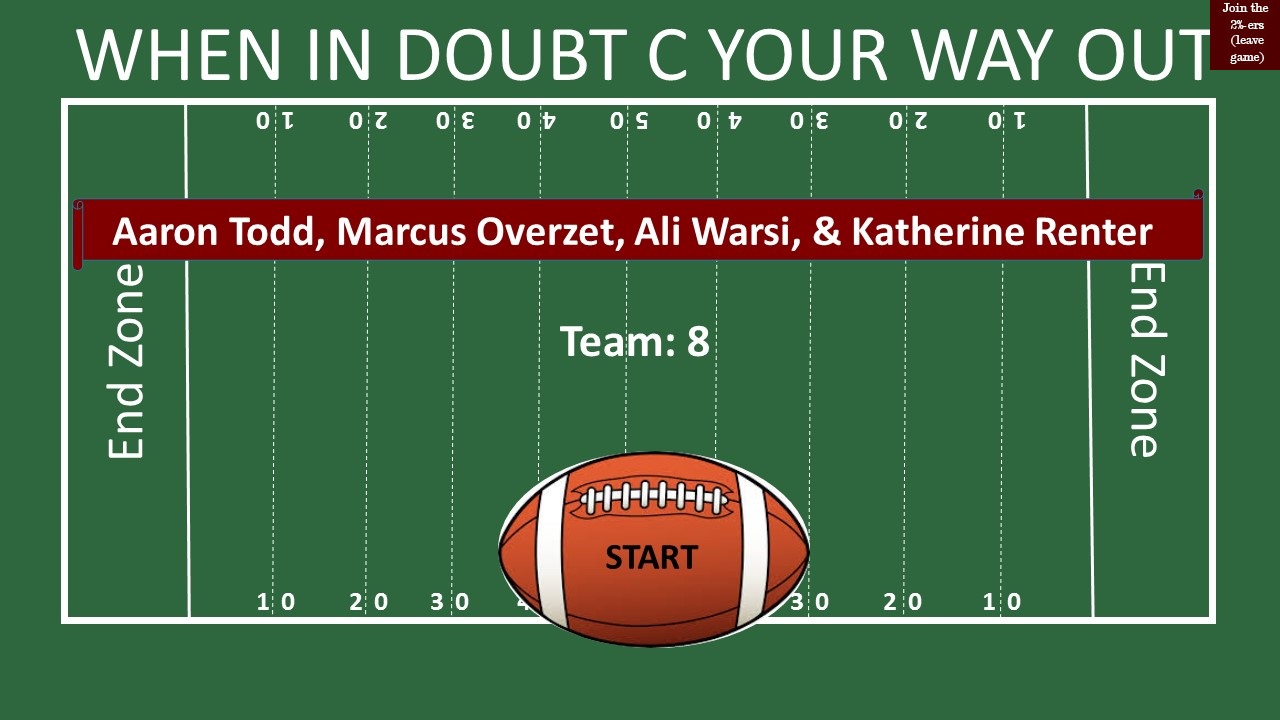 WHEN IN DOUBT C YOUR WAY OUT
Join the
2%-ers
(leave
game)
10 20 30 40 50 40 30 20 10
Aaron Todd, Marcus Overzet, Ali Warsi, & Katherine Renter
End Zone
End Zone
Team: 8
START
10 20 30 4 30 20 10